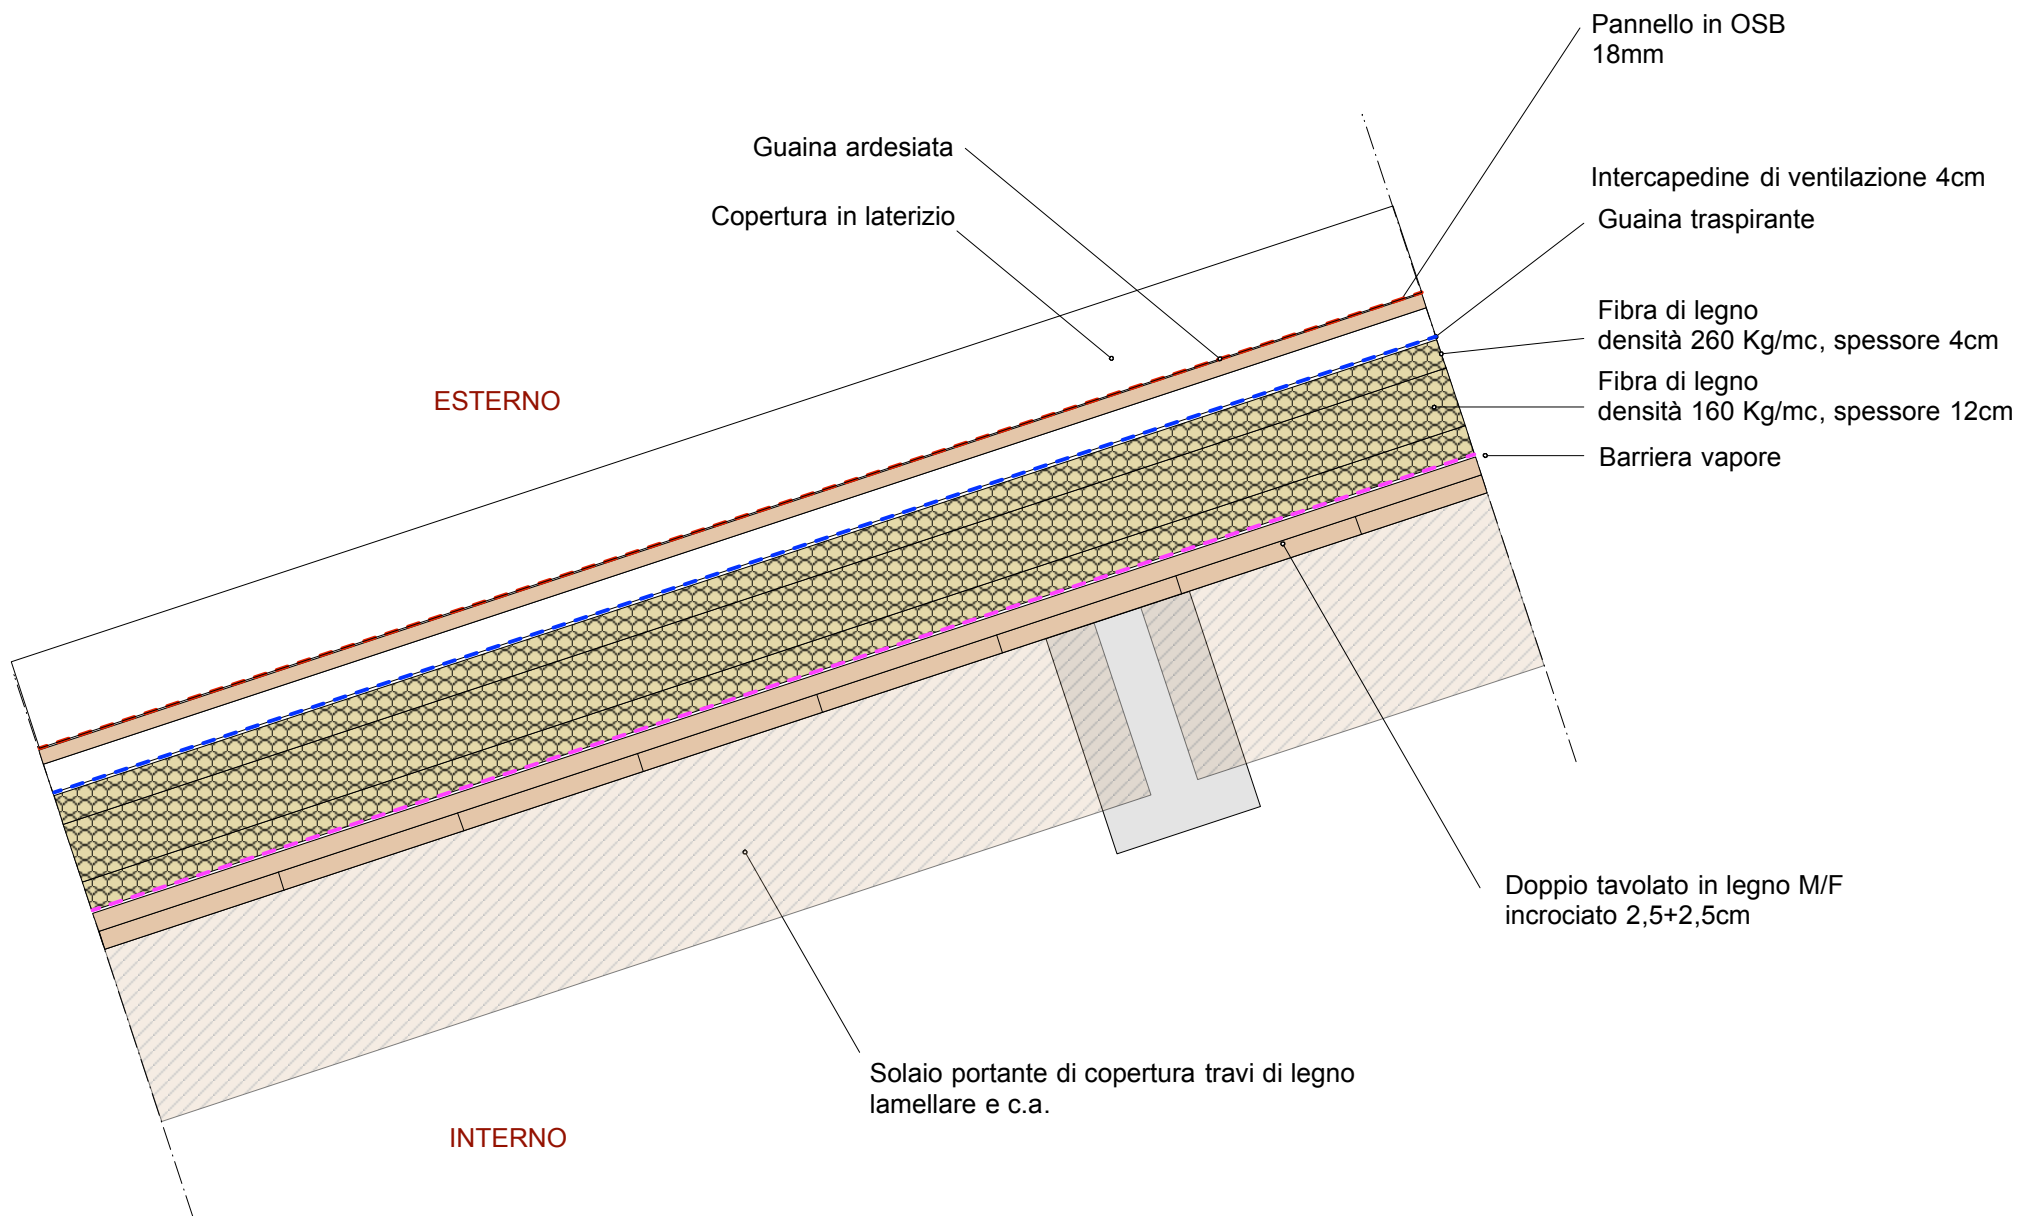 Pannello in OSB
18mm
Guaina ardesiata
Intercapedine di ventilazione 4cm
Copertura in laterizio
Guaina traspirante
Fibra di legno
densità 260 Kg/mc, spessore 4cm
Fibra di legno
densità 160 Kg/mc, spessore 12cm
ESTERNO
Barriera vapore
Doppio tavolato in legno M/F
incrociato 2,5+2,5cm
Solaio portante di copertura travi di legno
lamellare e c.a.
INTERNO